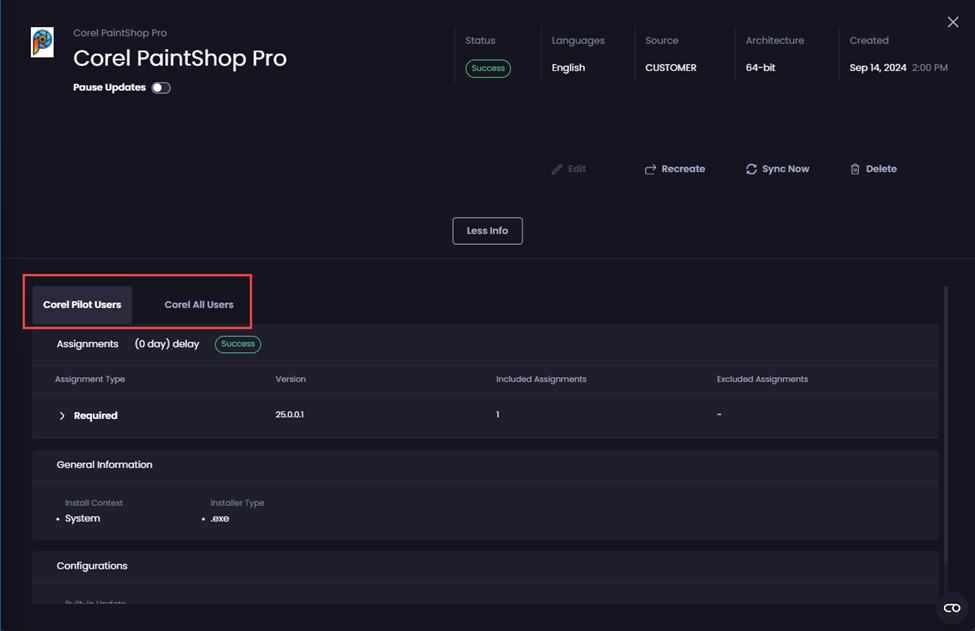 Corel PaintShop Pro
Corel PaintShop Pro
Pause Updates
Status
Success
Languages
English
Source
CUSTOMER
Architecture
64-bit
Created
Sep 14, 2024 2:00 PM
Edit
Recreate
Sync Now
Delete
Less Info
Corel Pilot Users
Corel All Users
Assignments (0 day) delay Success
Assignment Type Version Included Assignments Excluded Assignments
Required 25.0.0.1 1 -
General Information
Install Context Installer Type
• System • .exe
Configurations
Built-in Update